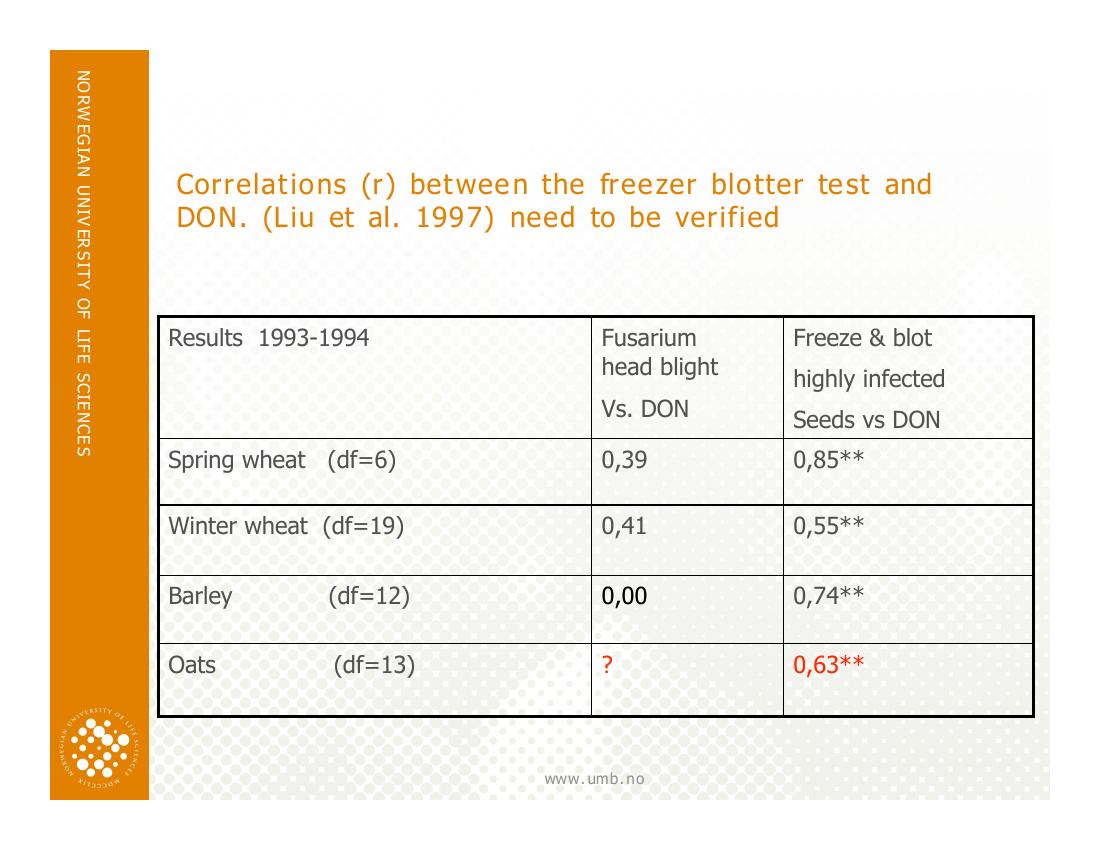 NORWEGIAN UNIVERSITY OF LIFE SCIENCES
Correlations (r) between the freezer blotter test and
DON. (Liu et al. 1997) need to be verified
Results 1993-1994
Fusarium
head blight
Vs. DON
Freeze & blot
highly infected
Seeds vs DON
Spring wheat (df=6)
0,39
0,85**
Winter wheat (df=19)
0,41
0,55**
Barley (df=12)
0,00
0,74**
Oats (df=13)
?
0,63**
NORWEGIAN UNIVERSITY OF LIFE SCIENCES · MDCCCLIX ·
www.umb.no